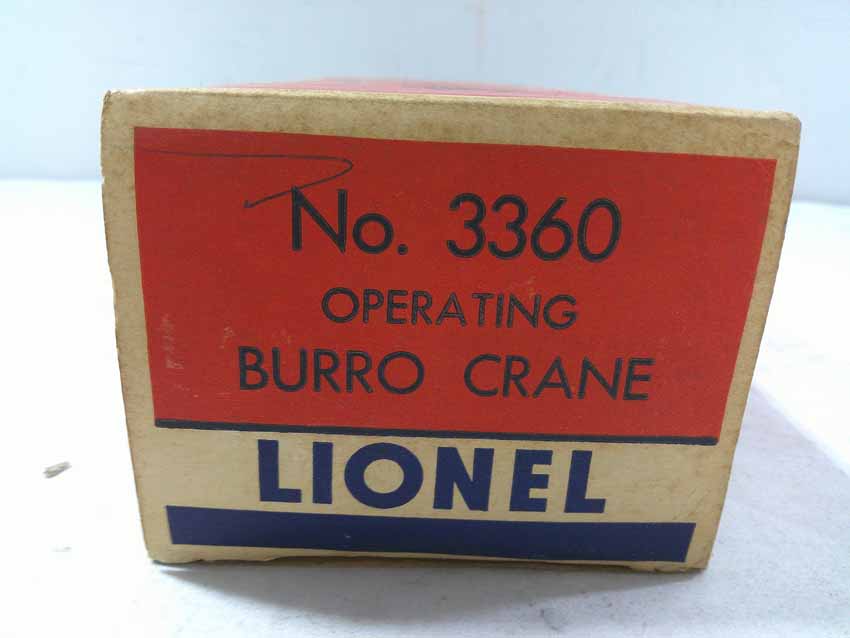 No. 3360
OPERATING
BURRO CRANE
LIONEL